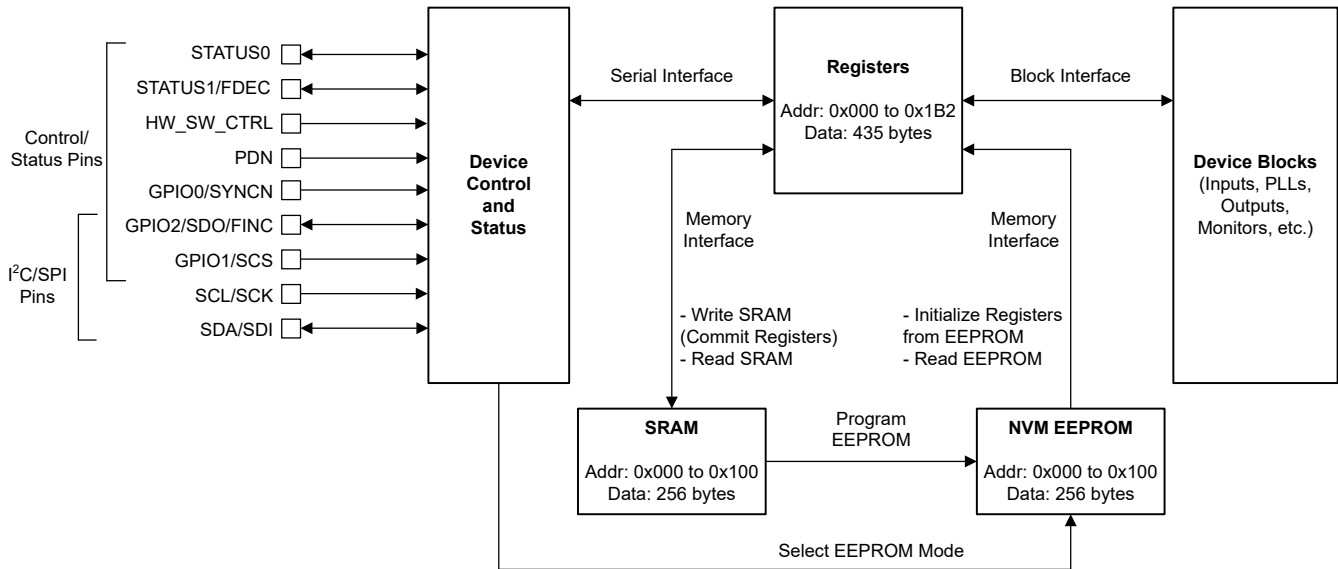 STATUS0
STATUS1/FDEC
HW_SW_CTRL
PDN
GPIO0/SYNCN
GPIO2/SDO/FINC
GPIO1/SCS
SCL/SCK
SDA/SDI
Control/
Status Pins
I²C/SPI
Pins
Device
Control
and
Status
Serial Interface
Registers
Addr: 0x000 to 0x1B2
Data: 435 bytes
Block Interface
Device Blocks
(Inputs, PLLs,
Outputs,
Monitors, etc.)
Memory
Interface
- Write SRAM
(Commit Registers)
- Read SRAM
Memory
Interface
- Initialize Registers
from EEPROM
- Read EEPROM
SRAM
Addr: 0x000 to 0x100
Data: 256 bytes
Program
EEPROM
NVM EEPROM
Addr: 0x000 to 0x100
Data: 256 bytes
Select EEPROM Mode